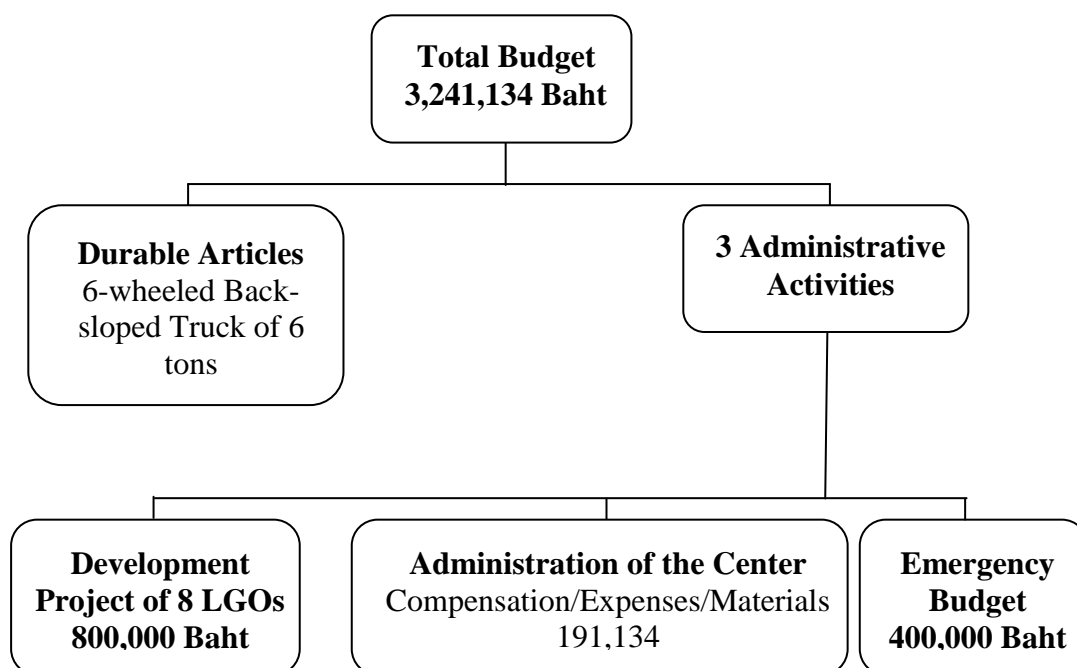 Total Budget
3,241,134 Baht
Durable Articles
6-wheeled Back-
sloped Truck of 6
tons
3 Administrative
Activities
Development
Project of 8 LGOs
800,000 Baht
Administration of the Center
Compensation/Expenses/Materials
191,134
Emergency
Budget
400,000 Baht